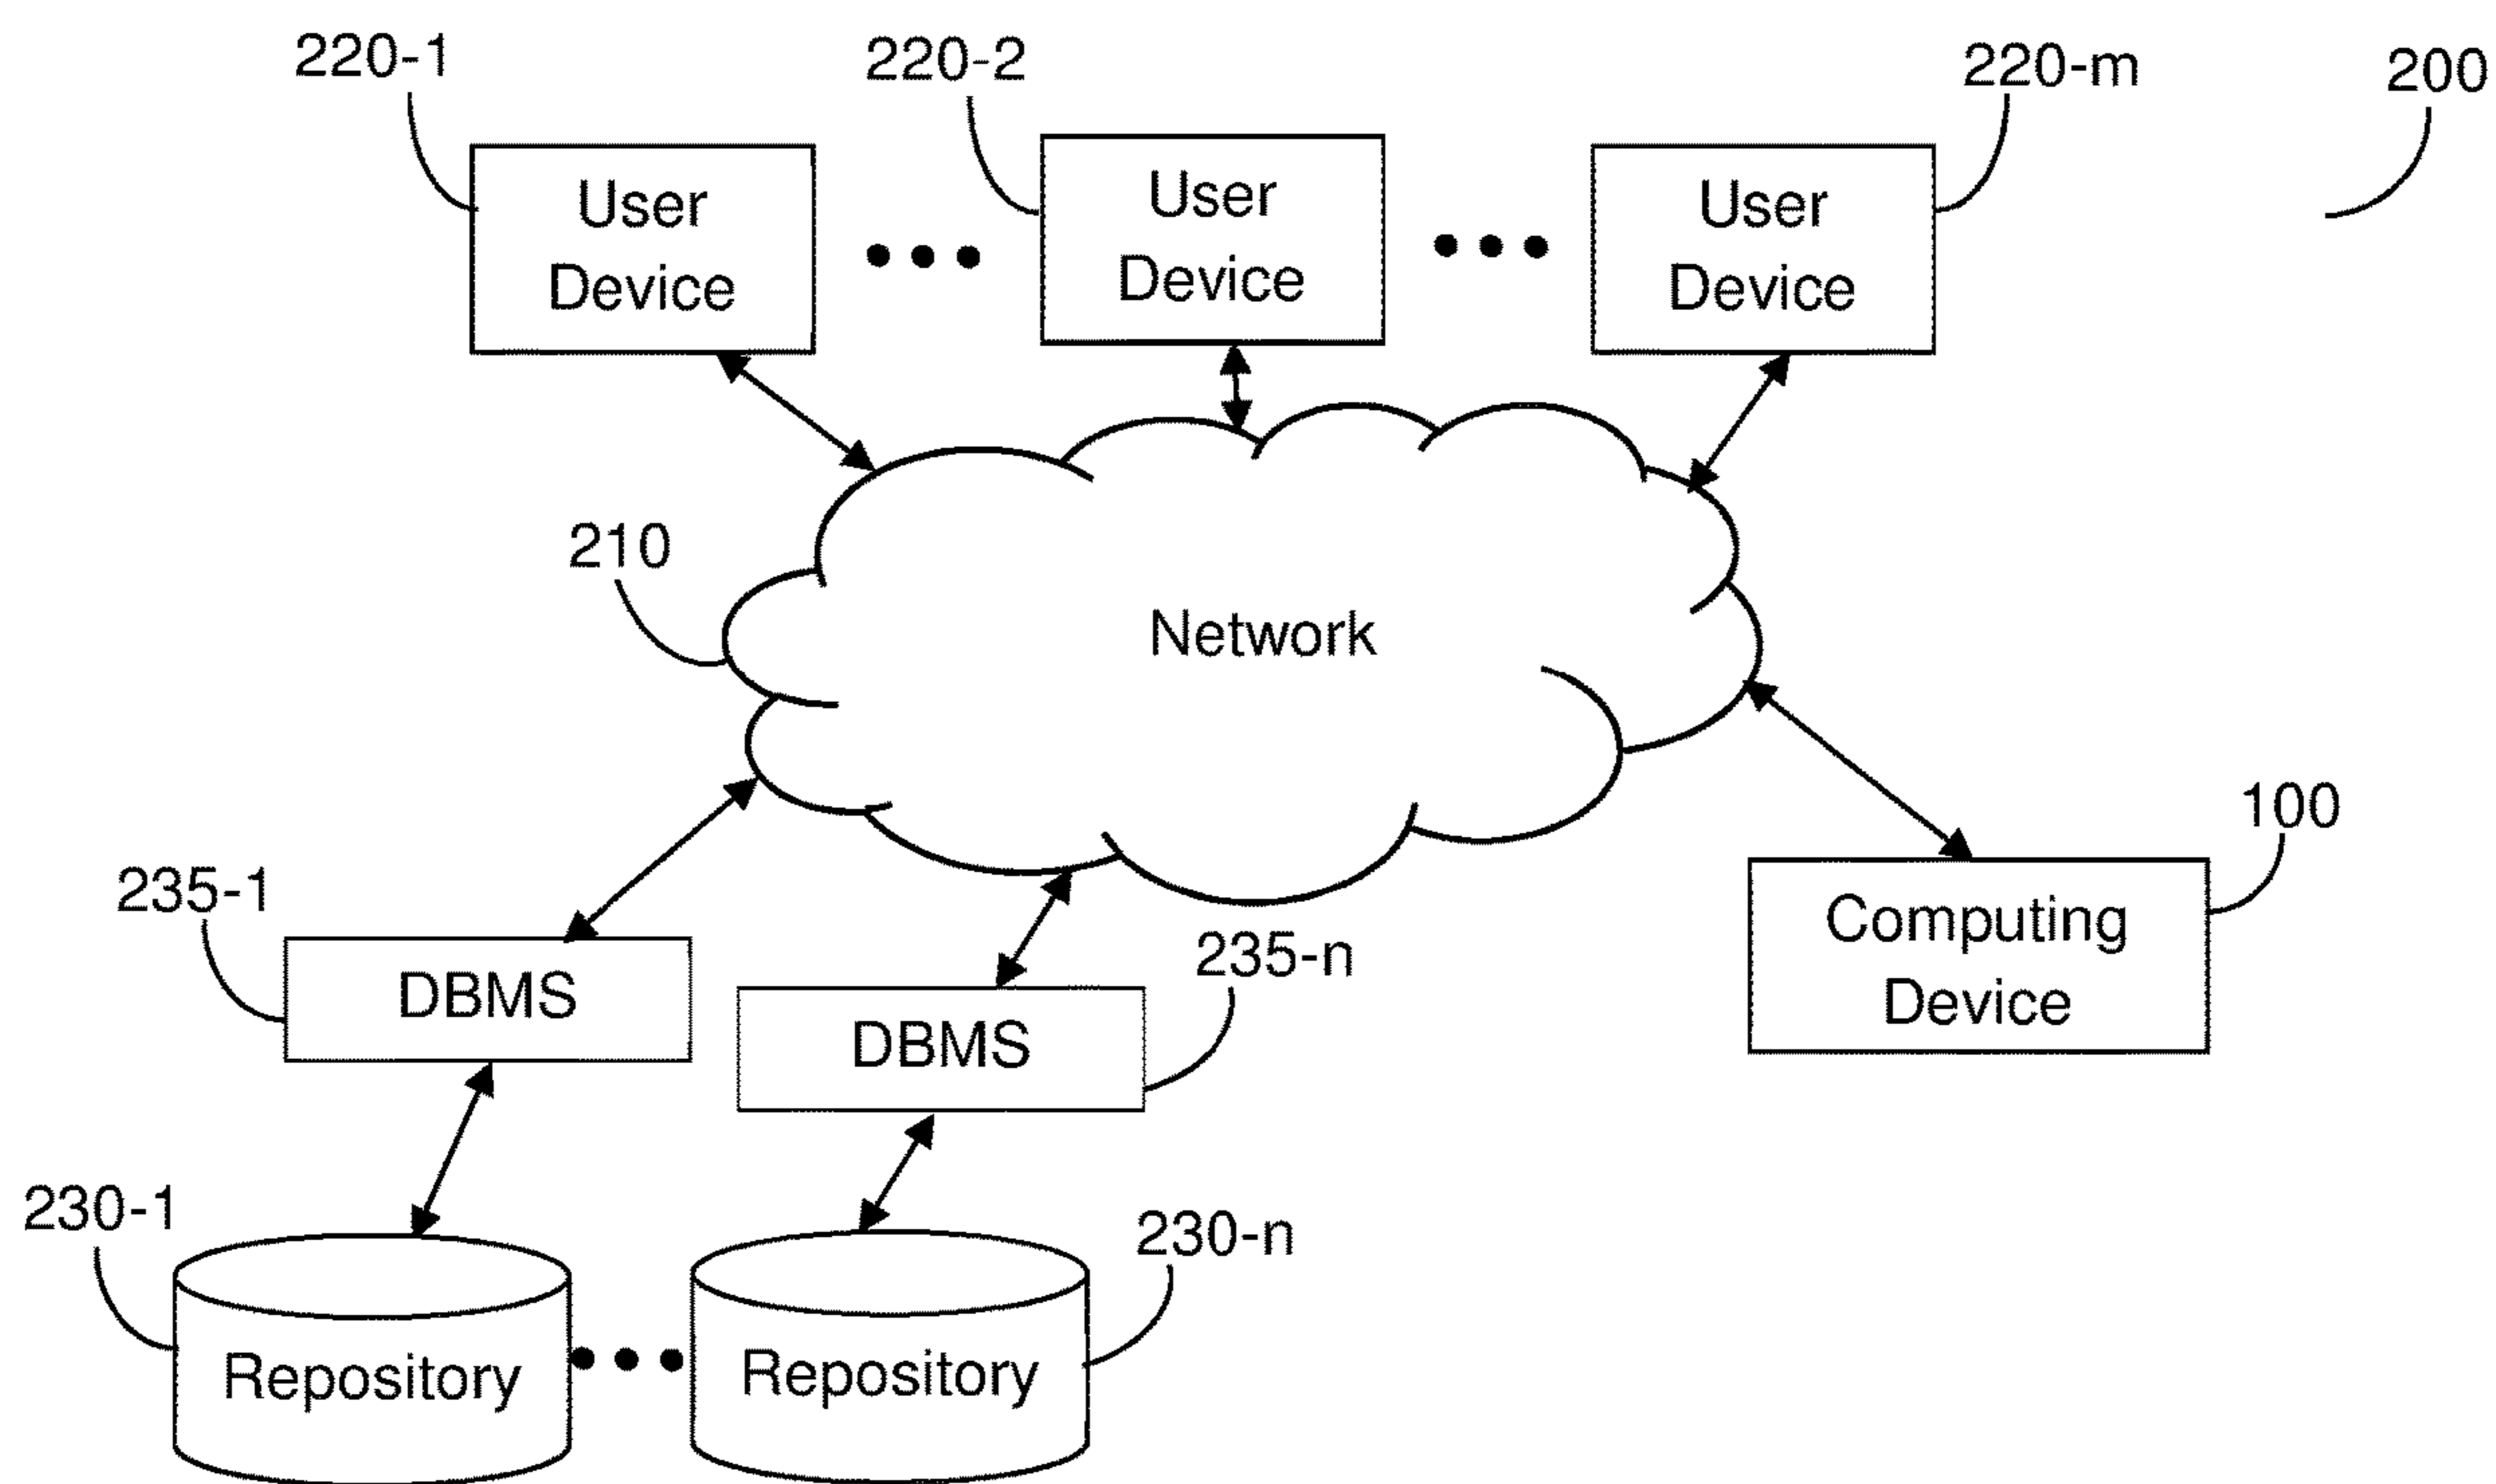 220-1
220-2
220-m
200
User
Device
User
Device
User
Device
210
Network
100
235-1
Computing
Device
235-n
DBMS
DBMS
230-1
230-n
Repository
Repository